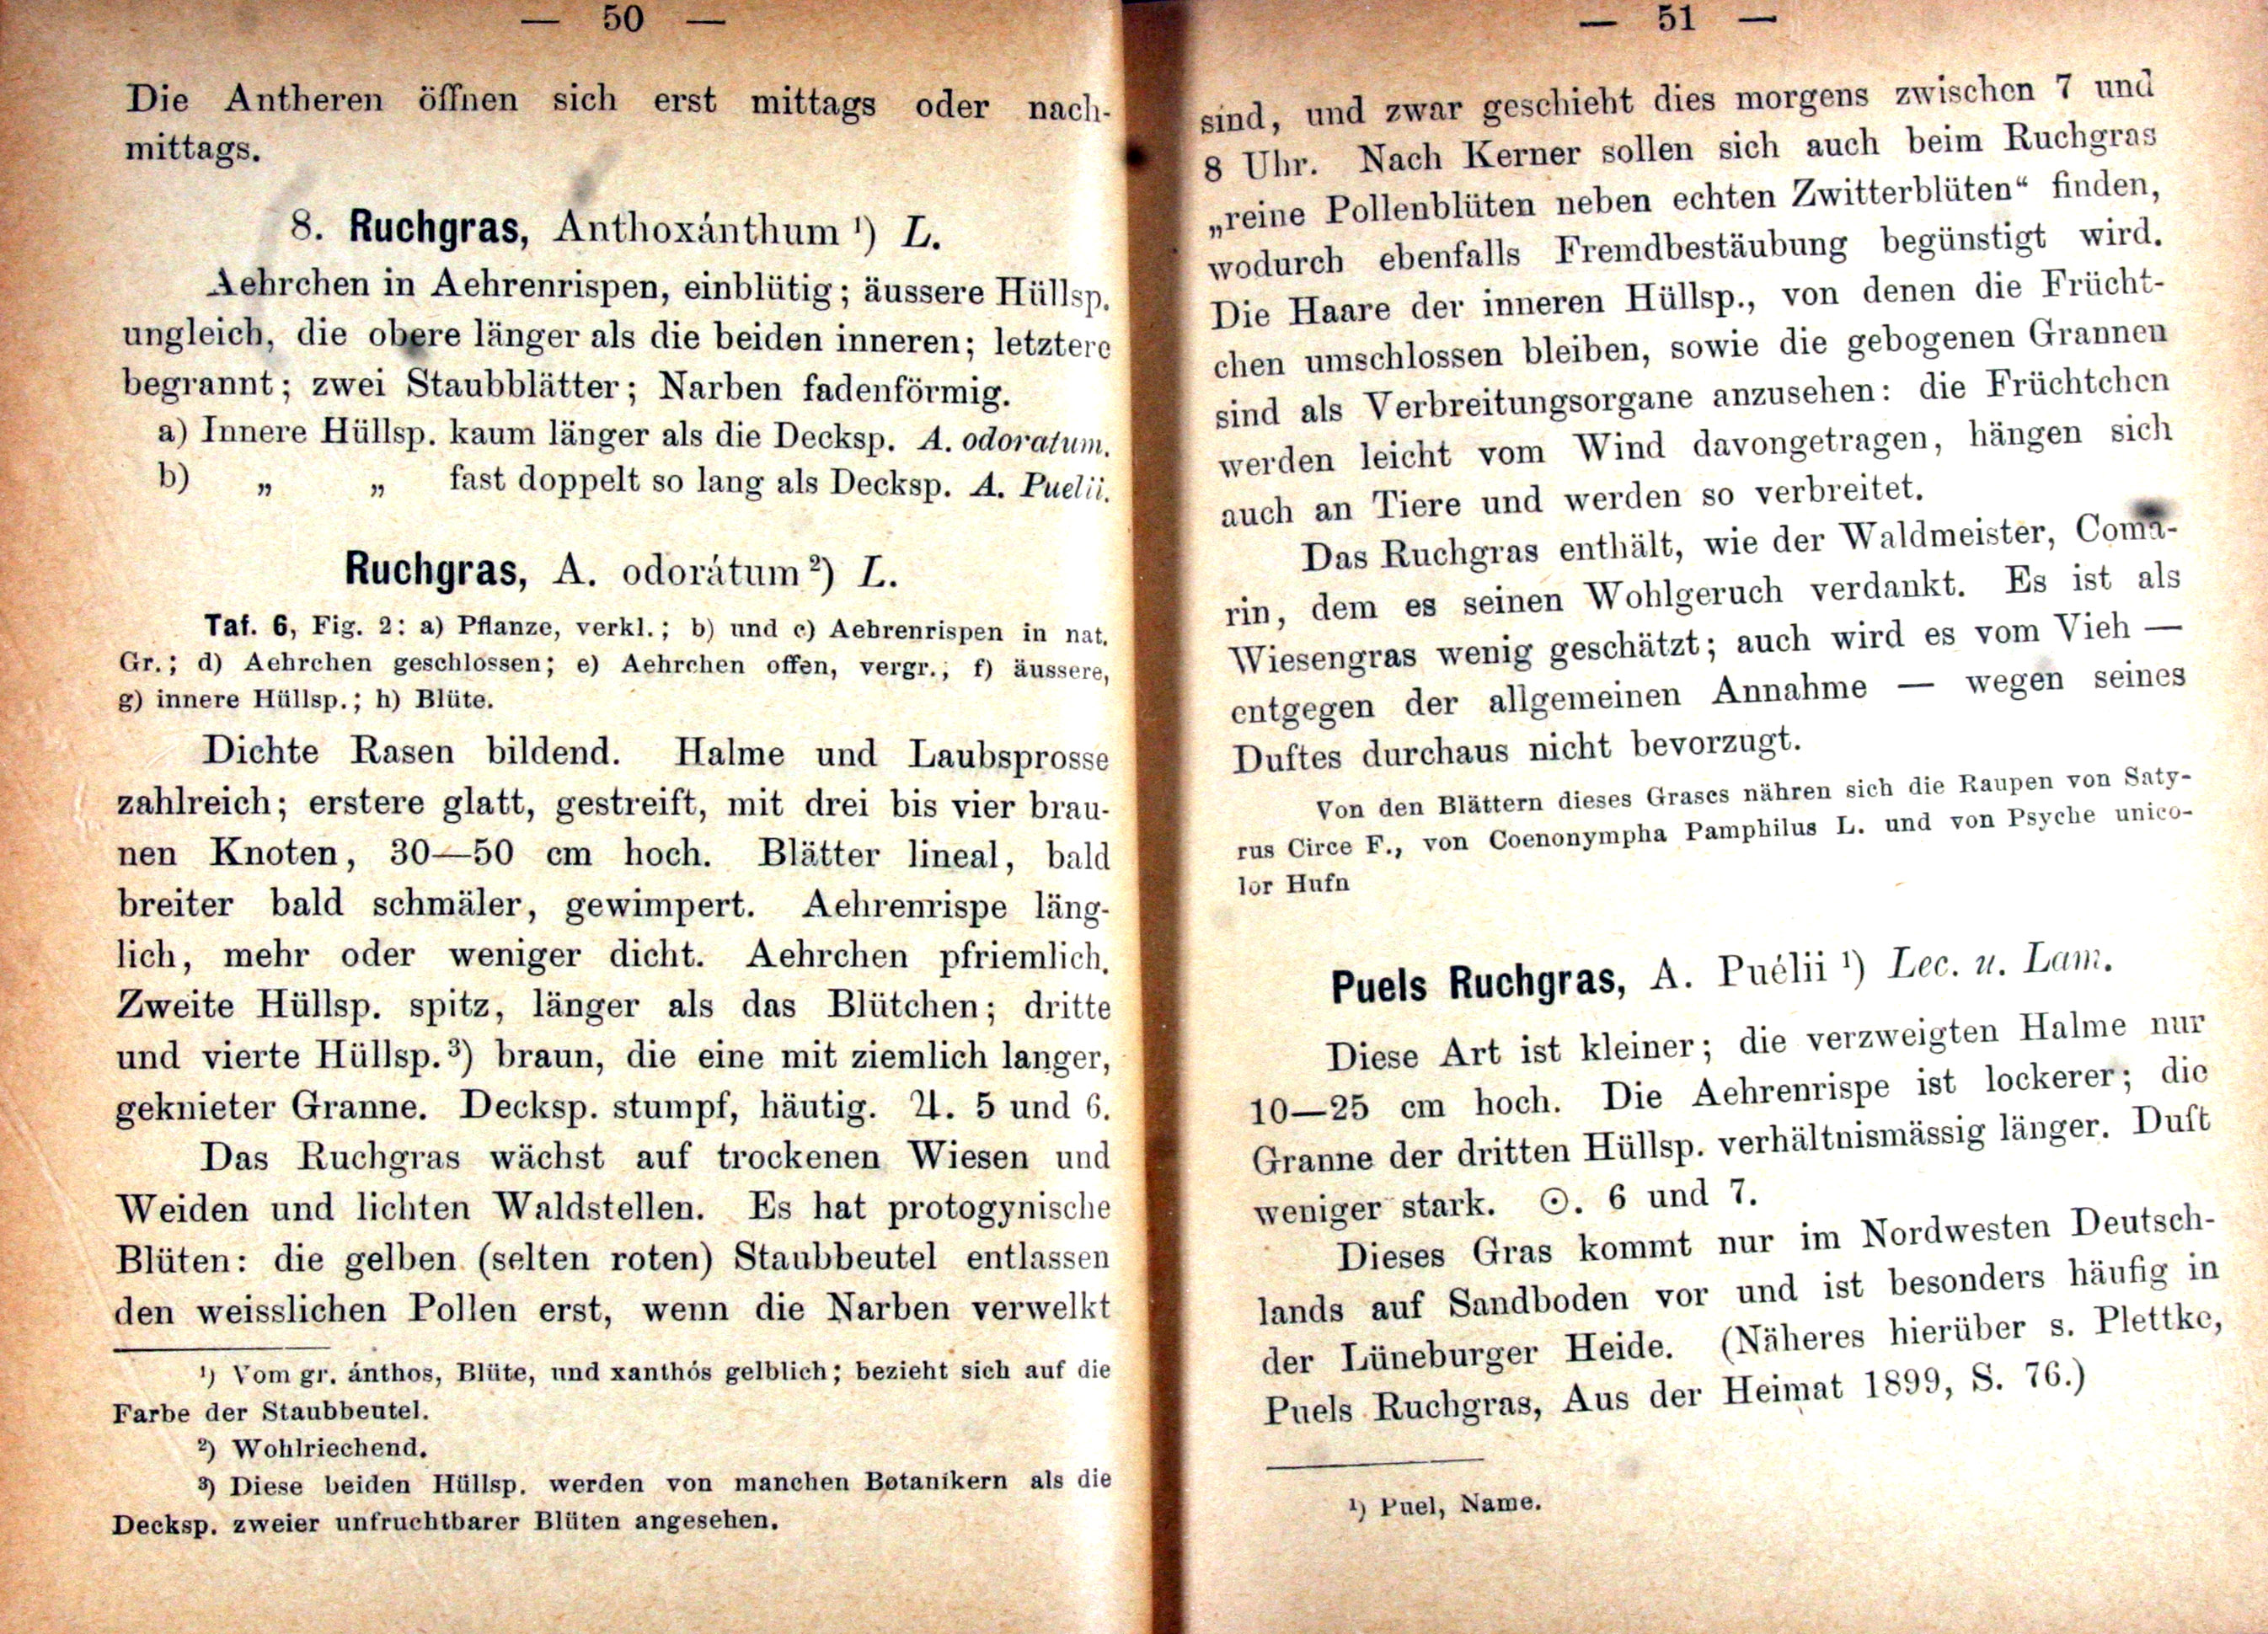 — 50 —
Die Antheren öffnen sich erst mittags oder nach-
mittags.
8. Ruchgras, Anthoxánthum ¹) L.
Aehrchen in Aehrenrispen, einblütig; äussere Hüllsp.
ungleich, die obere länger als die beiden inneren; letztere
begrannt; zwei Staubblätter; Narben fadenförmig.
a) Innere Hüllsp. kaum länger als die Decksp. A. odoratum.
b) „ „ fast doppelt so lang als Decksp. A. Puelii.
Ruchgras, A. odorátum ²) L.
Taf. 6, Fig. 2: a) Pflanze, verkl.; b) und c) Aehrenrispen in nat.
Gr.; d) Aehrchen geschlossen; e) Aehrchen offen, vergr.; f) äussere,
g) innere Hüllsp.; h) Blüte.
Dichte Rasen bildend. Halme und Laubsprosse
zahlreich; erstere glatt, gestreift, mit drei bis vier brau-
nen Knoten, 30—50 cm hoch. Blätter lineal, bald
breiter bald schmäler, gewimpert. Aehrenrispe läng-
lich, mehr oder weniger dicht. Aehrchen pfriemlich.
Zweite Hüllsp. spitz, länger als das Blütchen; dritte
und vierte Hüllsp. ³) braun, die eine mit ziemlich langer,
geknieter Granne. Decksp. stumpf, häutig. ♃. 5 und 6.
Das Ruchgras wächst auf trockenen Wiesen und
Weiden und lichten Waldstellen. Es hat protogynische
Blüten: die gelben (selten roten) Staubbeutel entlassen
den weisslichen Pollen erst, wenn die Narben verwelkt
¹) Vom gr. ánthos, Blüte, und xanthós gelblich; bezieht sich auf die
Farbe der Staubbeutel.
²) Wohlriechend.
³) Diese beiden Hüllsp. werden von manchen Botanikern als die
Decksp. zweier unfruchtbarer Blüten angesehen.
— 51 —
sind, und zwar geschieht dies morgens zwischen 7 und
8 Uhr. Nach Kerner sollen sich auch beim Ruchgras
„reine Pollenblüten neben echten Zwitterblüten“ finden,
wodurch ebenfalls Fremdbestäubung begünstigt wird.
Die Haare der inneren Hüllsp., von denen die Frücht-
chen umschlossen bleiben, sowie die gebogenen Grannen
sind als Verbreitungsorgane anzusehen: die Früchtchen
werden leicht vom Wind davongetragen, hängen sich
auch an Tiere und werden so verbreitet.
Das Ruchgras enthält, wie der Waldmeister, Coma-
rin, dem es seinen Wohlgeruch verdankt. Es ist als
Wiesengras wenig geschätzt; auch wird es vom Vieh —
entgegen der allgemeinen Annahme — wegen seines
Duftes durchaus nicht bevorzugt.
Von den Blättern dieses Grases nähren sich die Raupen von Saty-
rus Circe F., von Coenonympha Pamphilus L. und von Psyche unico-
lor Hufn
Puels Ruchgras, A. Puélii ¹) Lec. u. Lam.
Diese Art ist kleiner; die verzweigten Halme nur
10—25 cm hoch. Die Aehrenrispe ist lockerer; die
Granne der dritten Hüllsp. verhältnismässig länger. Duft
weniger stark. ⊙. 6 und 7.
Dieses Gras kommt nur im Nordwesten Deutsch-
lands auf Sandboden vor und ist besonders häufig in
der Lüneburger Heide. (Näheres hierüber s. Plettke,
Puels Ruchgras, Aus der Heimat 1899, S. 76.)
¹) Puel, Name.